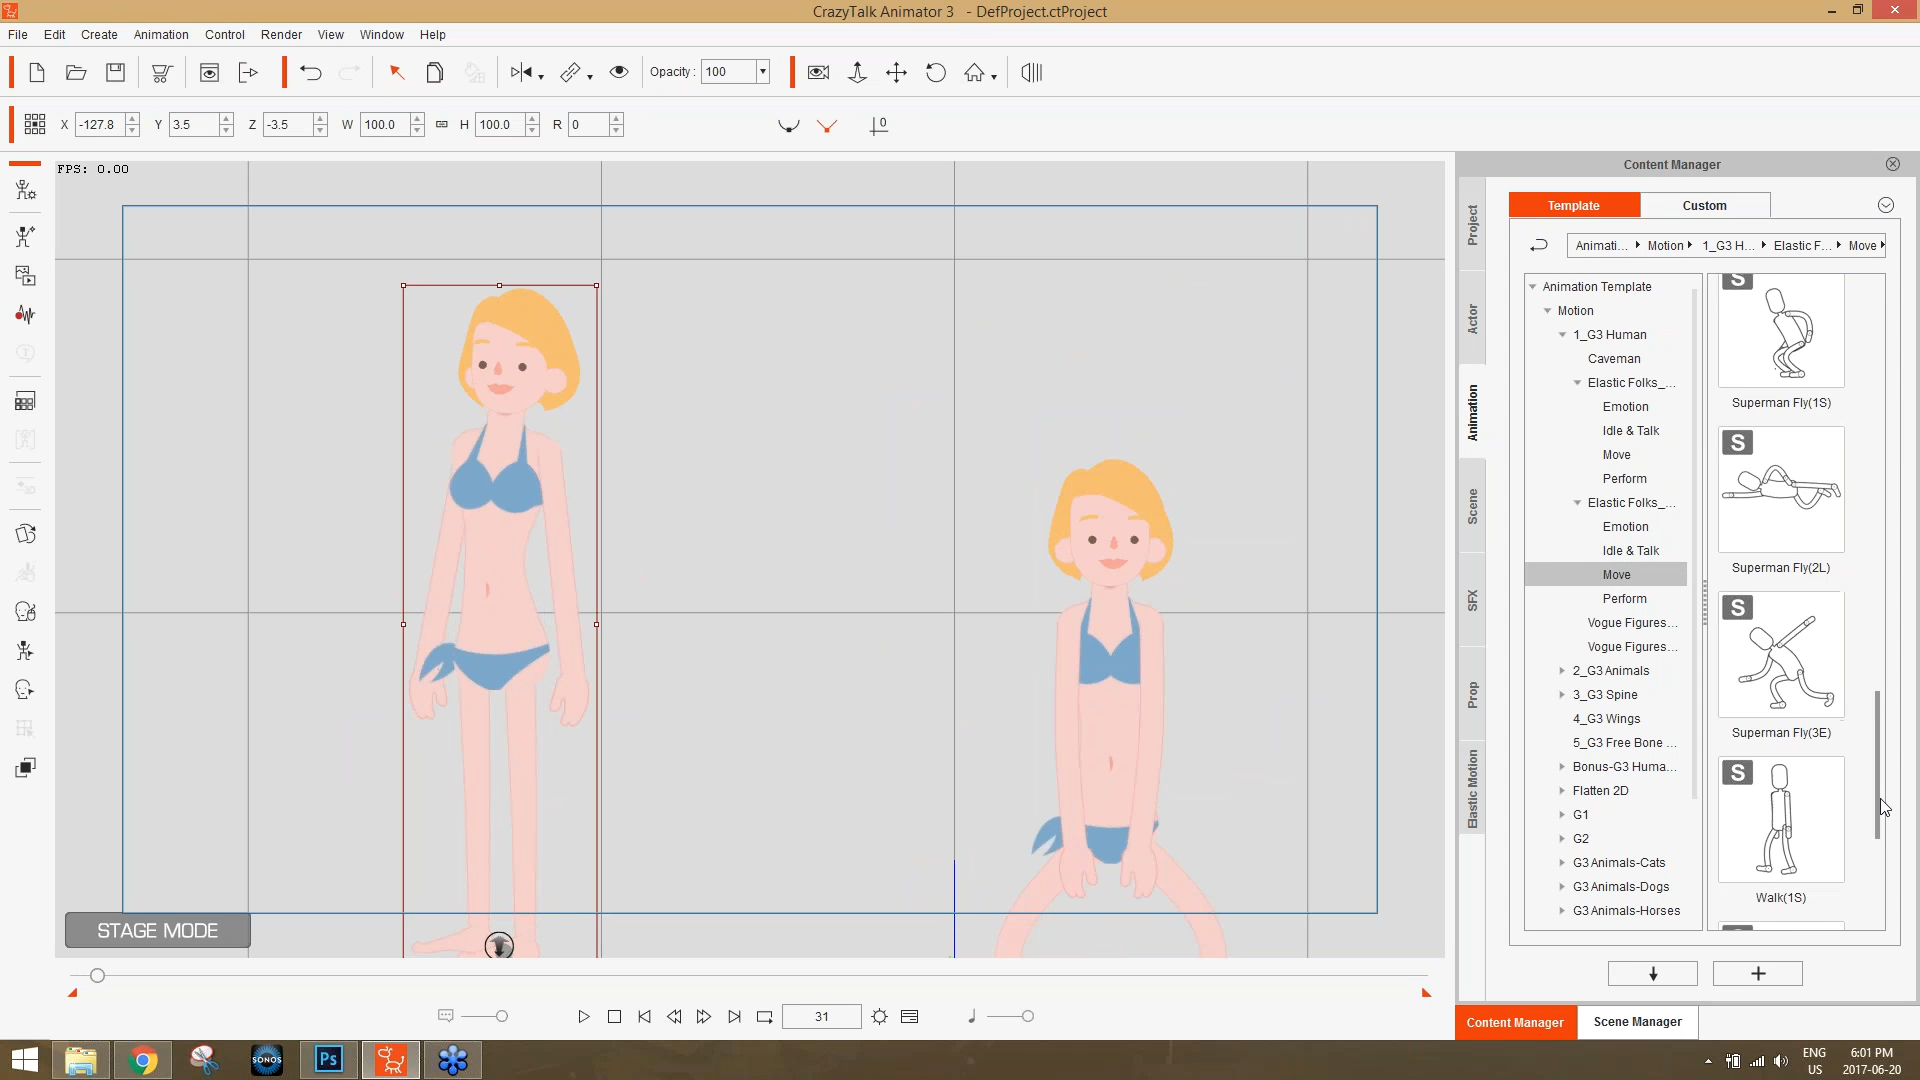 CrazyTalk Animator 3   - DefProject.ctProject
File Edit Create Animation Control Render View Window Help
Opacity : 100
X -127.8 Y 3.5 Z -3.5 W 100.0 H 100.0 R 0 0
FPS: 0.00
STAGE MODE
31
Content Manager
Template Custom
Animati... Motion 1_G3 H... Elastic F... Move
Project
Actor
Animation
Scene
SFX
Prop
Elastic Motion
Animation Template
Motion
1_G3 Human
Caveman
Elastic Folks_...
Emotion
Idle & Talk
Move
Perform
Elastic Folks_...
Emotion
Idle & Talk
Move
Perform
Vogue Figures...
Vogue Figures...
2_G3 Animals
3_G3 Spine
4_G3 Wings
5_G3 Free Bone ...
Bonus-G3 Huma...
Flatten 2D
G1
G2
G3 Animals-Cats
G3 Animals-Dogs
G3 Animals-Horses
S
Superman Fly(1S)
S
Superman Fly(2L)
S
Superman Fly(3E)
S
Walk(1S)
Content Manager Scene Manager
SONOS
Ps
ENG
US
6:01 PM
2017-06-20